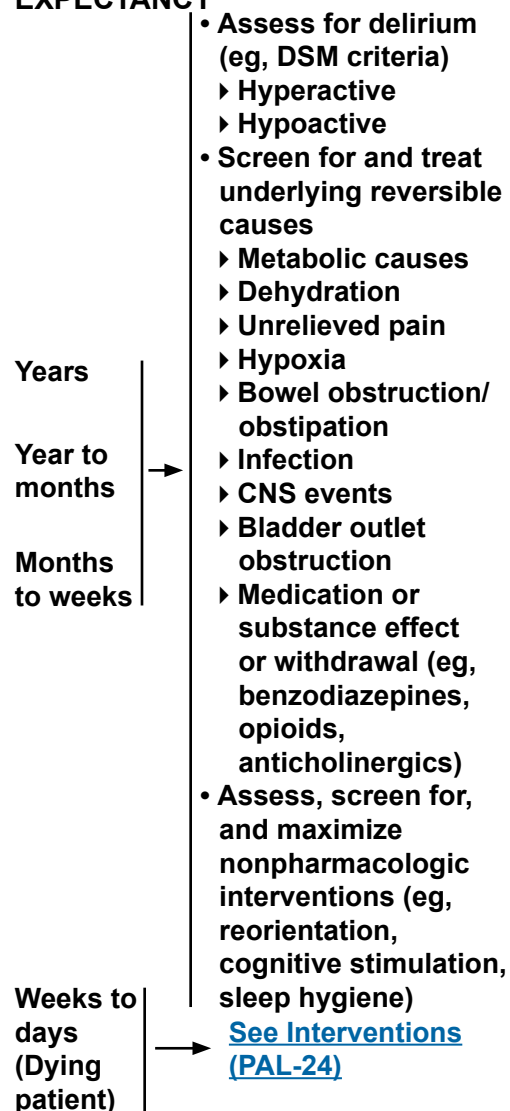 EXPECTANCY
• Assess for delirium
(eg, DSM criteria)
▸ Hyperactive
▸ Hypoactive
• Screen for and treat
underlying reversible
causes
▸ Metabolic causes
▸ Dehydration
▸ Unrelieved pain
▸ Hypoxia
▸ Bowel obstruction/
obstipation
▸ Infection
▸ CNS events
▸ Bladder outlet
obstruction
▸ Medication or
substance effect
or withdrawal (eg,
benzodiazepines,
opioids,
anticholinergics)
• Assess, screen for,
and maximize
nonpharmacologic
interventions (eg,
reorientation,
cognitive stimulation,
sleep hygiene)
Years
Year to
months
Months
to weeks
Weeks to
days
(Dying
patient)
See Interventions
(PAL-24)